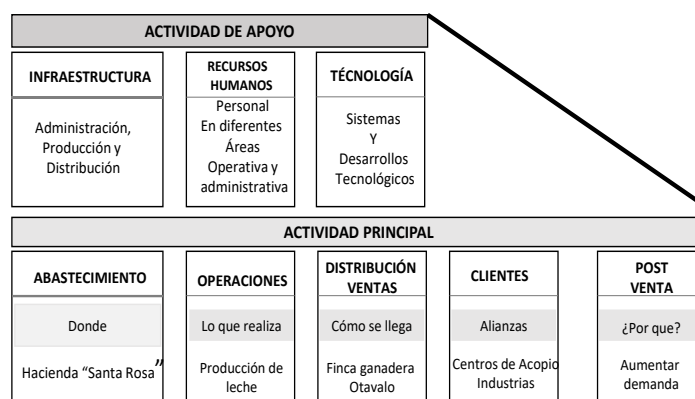 ACTIVIDAD DE APOYO
INFRAESTRUCTURA
Administración,
Producción y
Distribución
RECURSOS
HUMANOS
Personal
En diferentes
Áreas
Operativa y
administrativa
TÉCNOLOGÍA
Sistemas
Y
Desarrollos
Tecnológicos
ACTIVIDAD PRINCIPAL
ABASTECIMIENTO
Donde
Hacienda “Santa Rosa”
OPERACIONES
Lo que realiza
Producción de
leche
DISTRIBUCIÓN
VENTAS
Cómo se llega
Finca ganadera
Otavalo
CLIENTES
Alianzas
Centros de Acopio
Industrias
POST
VENTA
¿Por que?
Aumentar
demanda